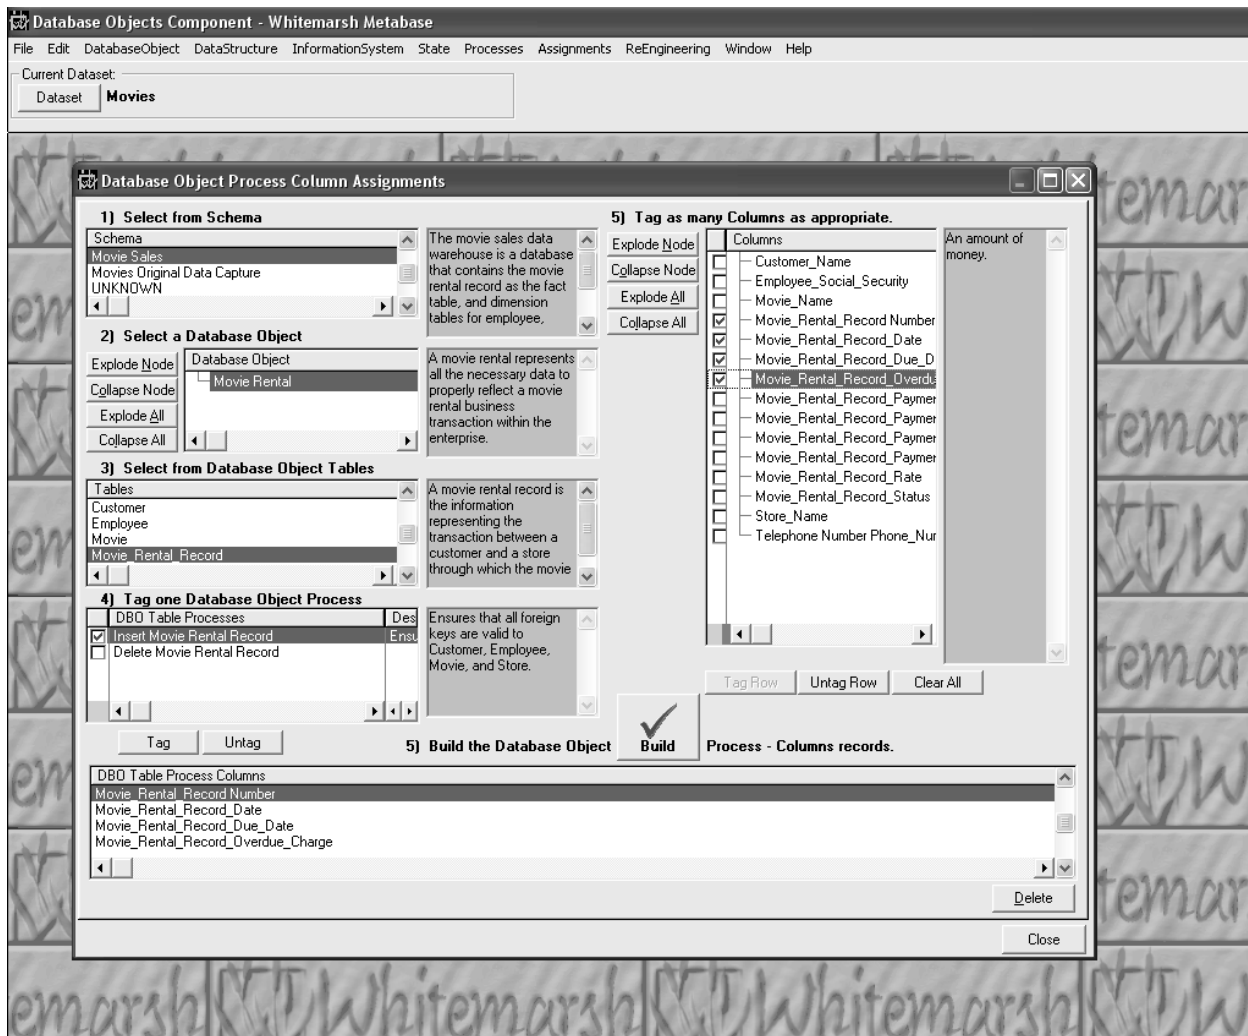 Database Objects Component - Whitemarsh Metabase
File Edit DatabaseObject DataStructure InformationSystem State Processes Assignments ReEngineering Window Help
Current Dataset:
Dataset Movies
Database Object Process Column Assignments
1) Select from Schema
Schema
Movie Sales
Movies Original Data Capture
UNKNOWN
The movie sales data
warehouse is a database
that contains the movie
rental record as the fact
table, and dimension
tables for employee,
2) Select a Database Object
Explode Node
Collapse Node
Explode All
Collapse All
Database Object
Movie Rental
A movie rental represents
all the necessary data to
properly reflect a movie
rental business
transaction within the
enterprise.
3) Select from Database Object Tables
Tables
Customer
Employee
Movie
Movie_Rental_Record
A movie rental record is
the information
representing the
transaction between a
customer and a store
through which the movie
4) Tag one Database Object Process
DBO Table Processes Des
Insert Movie Rental Record Ensu
Delete Movie Rental Record
Ensures that all foreign
keys are valid to
Customer, Employee,
Movie, and Store.
Tag Untag
5) Tag as many Columns as appropriate.
Explode Node
Collapse Node
Explode All
Collapse All
Columns
Customer_Name
Employee_Social_Security
Movie_Name
Movie_Rental_Record Number
Movie_Rental_Record_Date
Movie_Rental_Record_Due_D
Movie_Rental_Record_Overdu
Movie_Rental_Record_Paymer
Movie_Rental_Record_Paymer
Movie_Rental_Record_Paymer
Movie_Rental_Record_Paymer
Movie_Rental_Record_Rate
Movie_Rental_Record_Status
Store_Name
Telephone Number Phone_Nur
An amount of
money.
Tag Row Untag Row Clear All
5) Build the Database Object Build Process - Columns records.
DBO Table Process Columns
Movie_Rental_Record Number
Movie_Rental_Record_Date
Movie_Rental_Record_Due_Date
Movie_Rental_Record_Overdue_Charge
Delete
Close
Whitemarsh